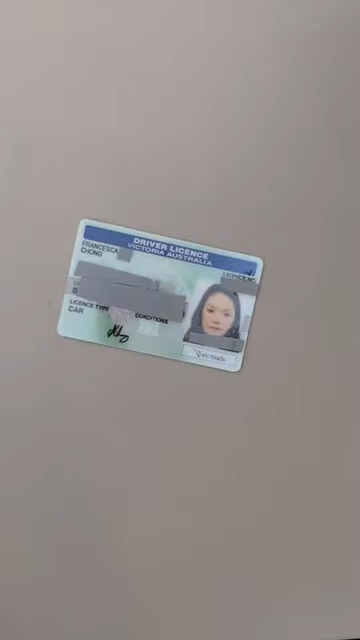 DRIVER LICENCE
VICTORIA AUSTRALIA
FRANCESCA
CHONG
LICENCE NO.
LICENCE TYPE
CAR
CONDITIONS
vicroads